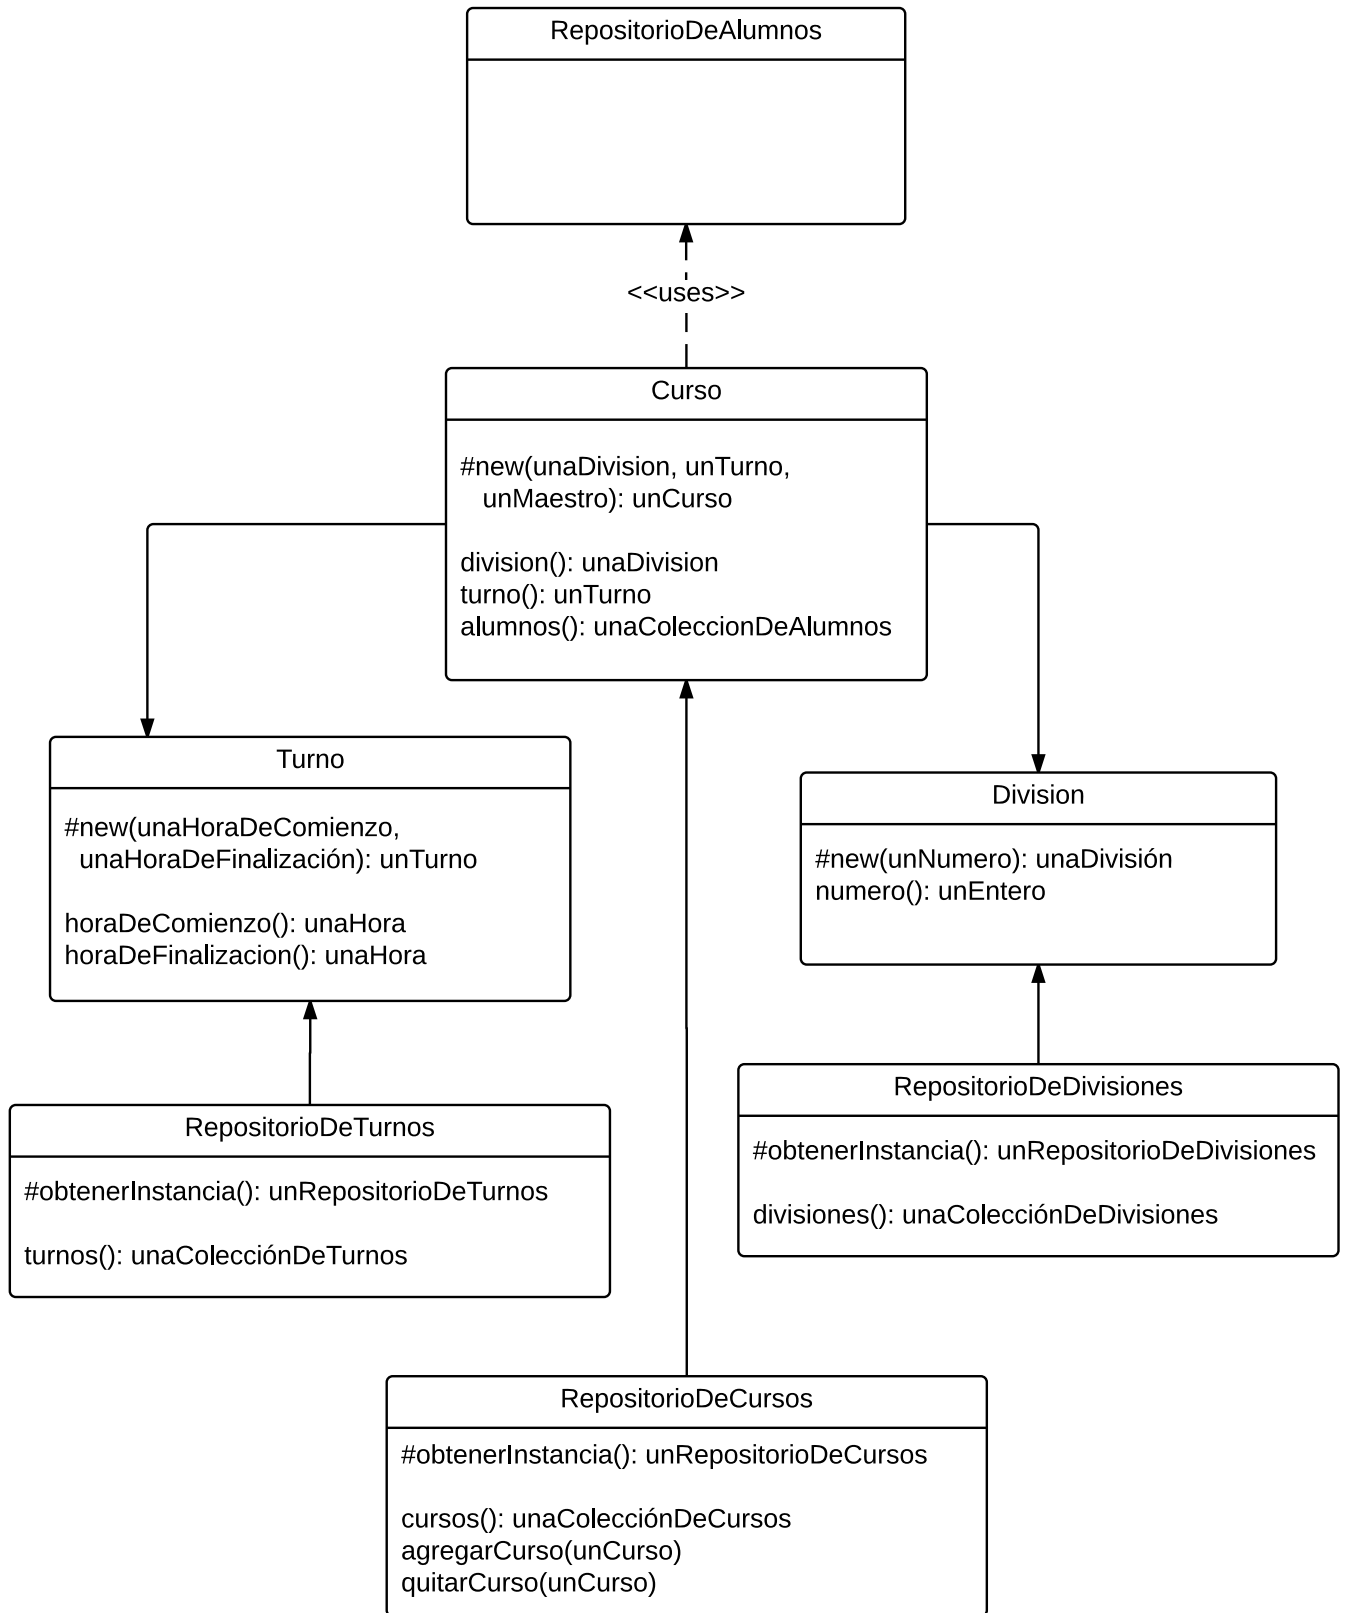 RepositorioDeAlumnos
<<uses>>
Curso
#new(unaDivision, unTurno,
unMaestro): unCurso
division(): unaDivision
turno(): unTurno
alumnos(): unaColeccionDeAlumnos
Turno
#new(unaHoraDeComienzo,
unaHoraDeFinalización): unTurno
horaDeComienzo(): unaHora
horaDeFinalizacion(): unaHora
Division
#new(unNumero): unaDivisión
numero(): unEntero
RepositorioDeTurnos
#obtenerInstancia(): unRepositorioDeTurnos
turnos(): unaColecciónDeTurnos
RepositorioDeDivisiones
#obtenerInstancia(): unRepositorioDeDivisiones
divisiones(): unaColecciónDeDivisiones
RepositorioDeCursos
#obtenerInstancia(): unRepositorioDeCursos
cursos(): unaColecciónDeCursos
agregarCurso(unCurso)
quitarCurso(unCurso)